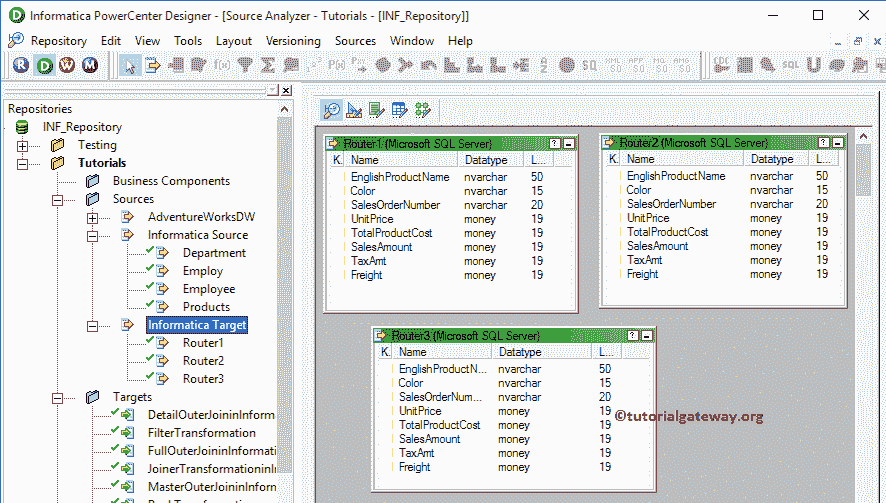 Informatica PowerCenter Designer - [Source Analyzer - Tutorials - [INF_Repository]]
Repository Edit View Tools Layout Versioning Sources Window Help
R D W M
Repositories
INF_Repository
Testing
Tutorials
Business Components
Sources
AdventureWorksDW
Informatica Source
Department
Employ
Employee
Products
Informatica Target
Router1
Router2
Router3
Targets
DetailOuterJoininInform
FilterTransformation
FullOuterJoininInformati
JoinerTransformationinI
MasterOuterJoininInform
Router1 (Microsoft SQL Server)
K. Name Datatype L...
EnglishProductName nvarchar 50
Color nvarchar 15
SalesOrderNumber nvarchar 20
UnitPrice money 19
TotalProductCost money 19
SalesAmount money 19
TaxAmt money 19
Freight money 19
Router2 (Microsoft SQL Server)
K. Name Datatype L...
EnglishProductName nvarchar 50
Color nvarchar 15
SalesOrderNumber nvarchar 20
UnitPrice money 19
TotalProductCost money 19
SalesAmount money 19
TaxAmt money 19
Freight money 19
Router3 (Microsoft SQL Server)
K. Name Datatype L...
EnglishProductN... nvarchar 50
Color nvarchar 15
SalesOrderNum... nvarchar 20
UnitPrice money 19
TotalProductCost money 19
SalesAmount money 19
TaxAmt money 19
Freight money 19
©tutorialgateway.org